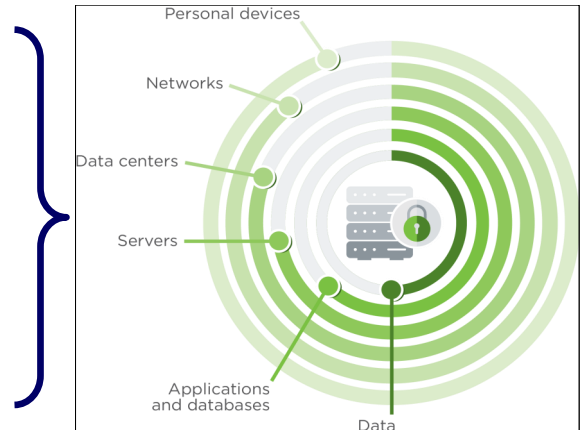 Personal devices
Networks
Data centers
Servers
Applications
and databases
Data